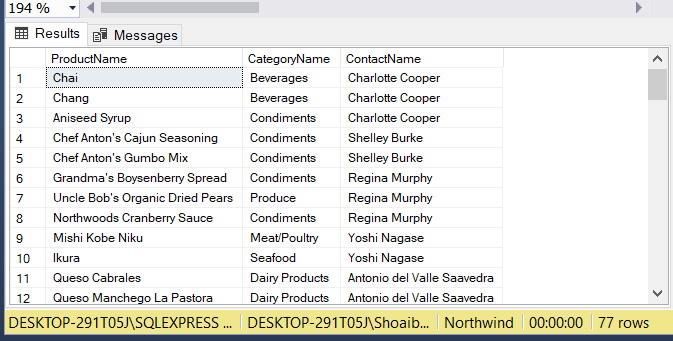 194 %
Results Messages
ProductName CategoryName ContactName
1 Chai Beverages Charlotte Cooper
2 Chang Beverages Charlotte Cooper
3 Aniseed Syrup Condiments Charlotte Cooper
4 Chef Anton's Cajun Seasoning Condiments Shelley Burke
5 Chef Anton's Gumbo Mix Condiments Shelley Burke
6 Grandma's Boysenberry Spread Condiments Regina Murphy
7 Uncle Bob's Organic Dried Pears Produce Regina Murphy
8 Northwoods Cranberry Sauce Condiments Regina Murphy
9 Mishi Kobe Niku Meat/Poultry Yoshi Nagase
10 Ikura Seafood Yoshi Nagase
11 Queso Cabrales Dairy Products Antonio del Valle Saavedra
12 Queso Manchego La Pastora Dairy Products Antonio del Valle Saavedra
DESKTOP-291T05J\SQLEXPRESS ... DESKTOP-291T05J\Shoaib... Northwind 00:00:00 77 rows